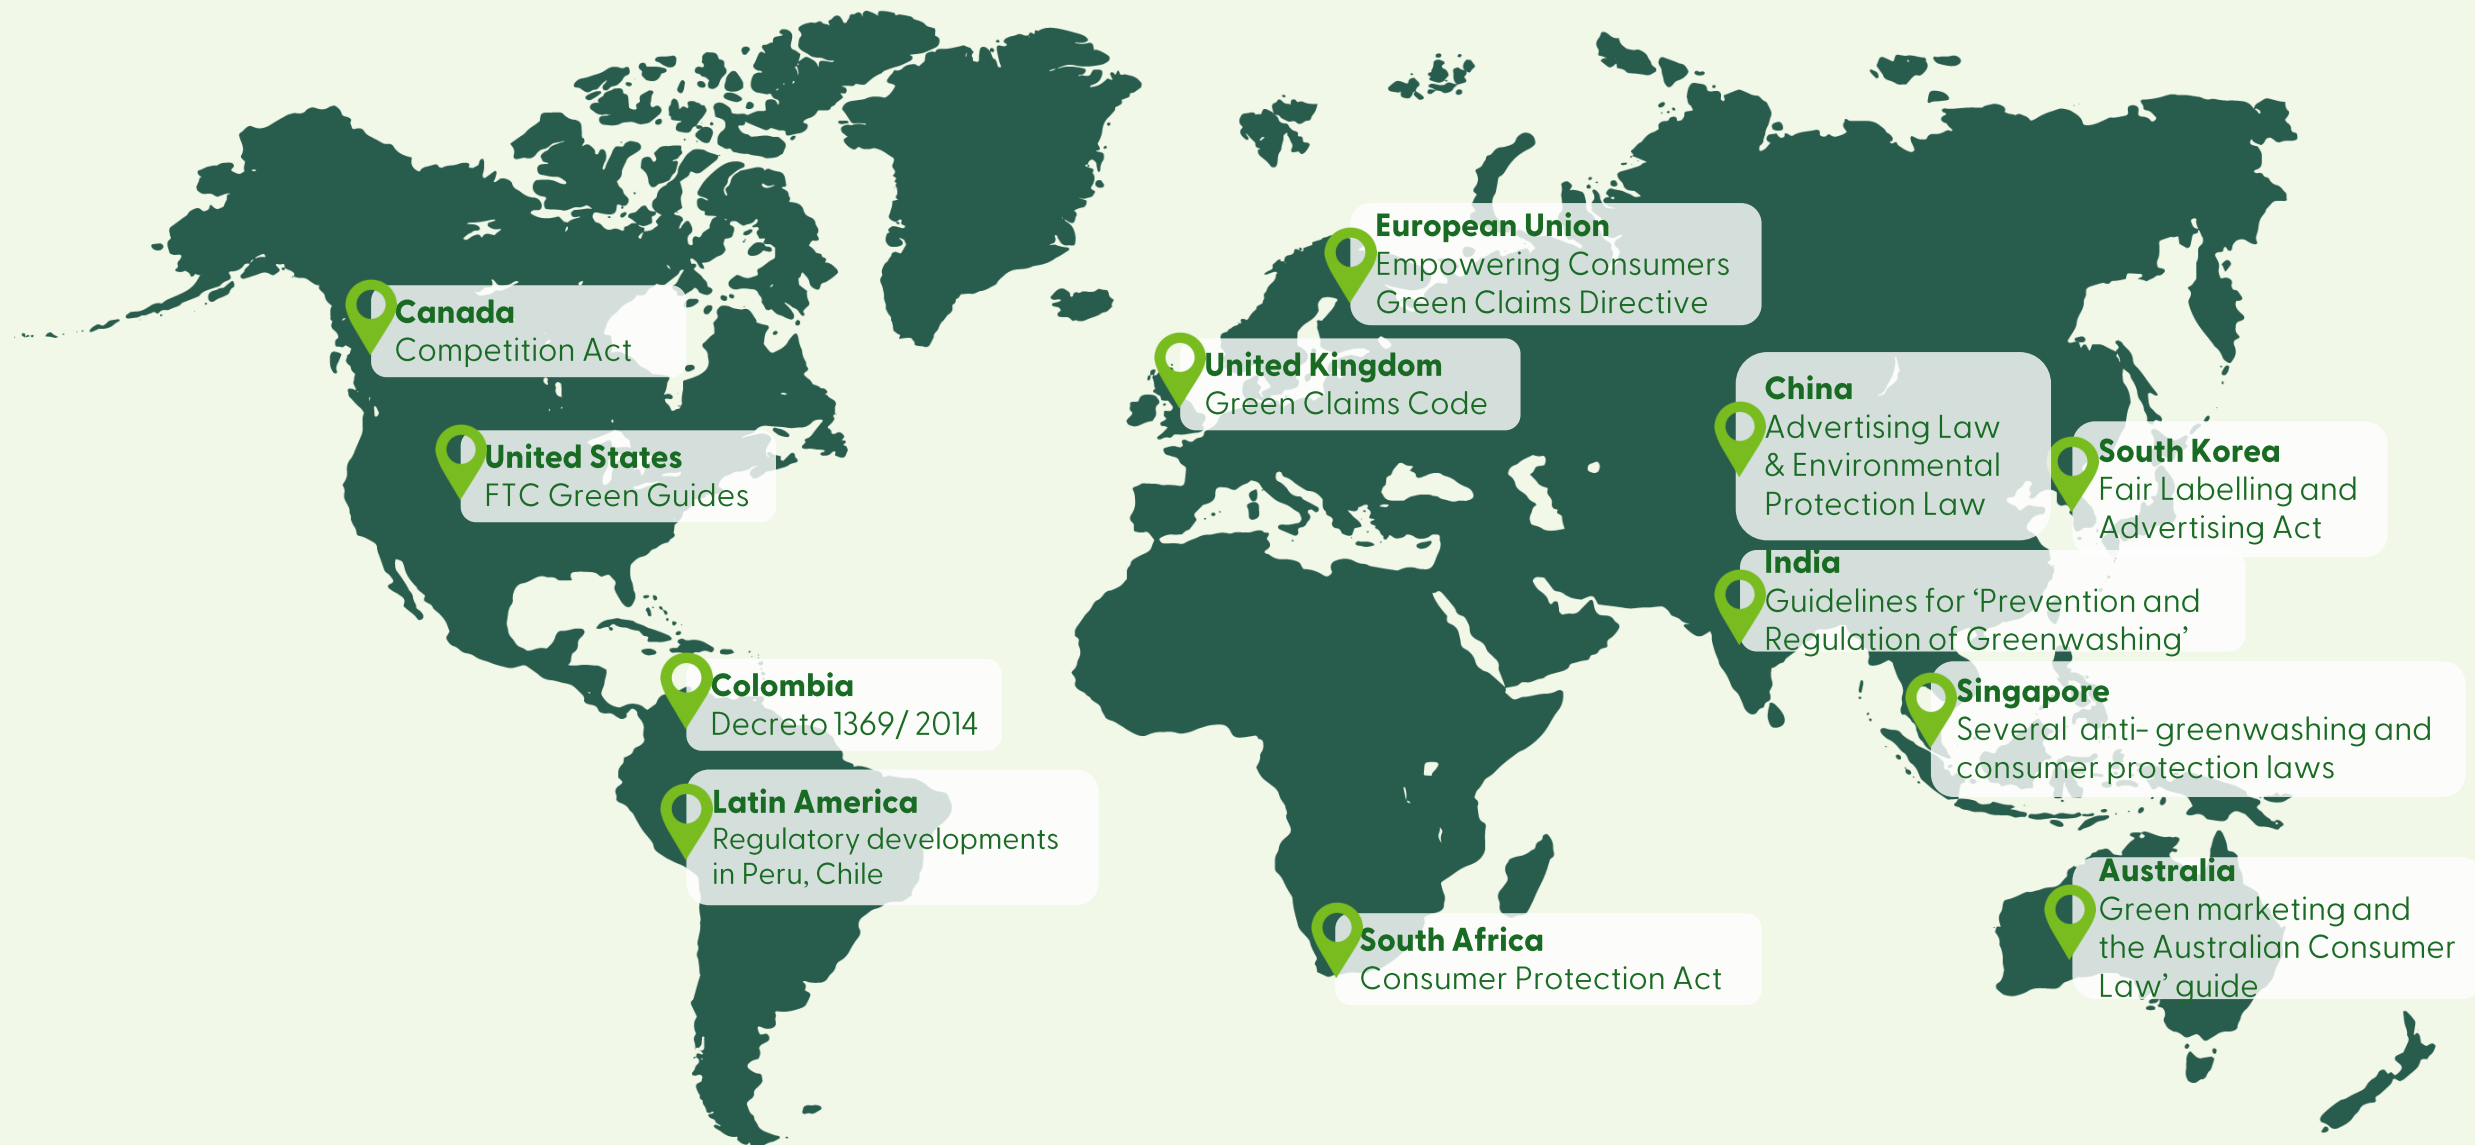 European Union
Empowering Consumers
Green Claims Directive
Canada
Competition Act
United Kingdom
Green Claims Code
China
Advertising Law
& Environmental
Protection Law
United States
FTC Green Guides
South Korea
Fair Labelling and
Advertising Act
India
Guidelines for ‘Prevention and
Regulation of Greenwashing’
Colombia
Decreto 1369/ 2014
Singapore
Several anti- greenwashing and
consumer protection laws
Latin America
Regulatory developments
in Peru, Chile
Australia
Green marketing and
the Australian Consumer
Law’ guide
South Africa
Consumer Protection Act